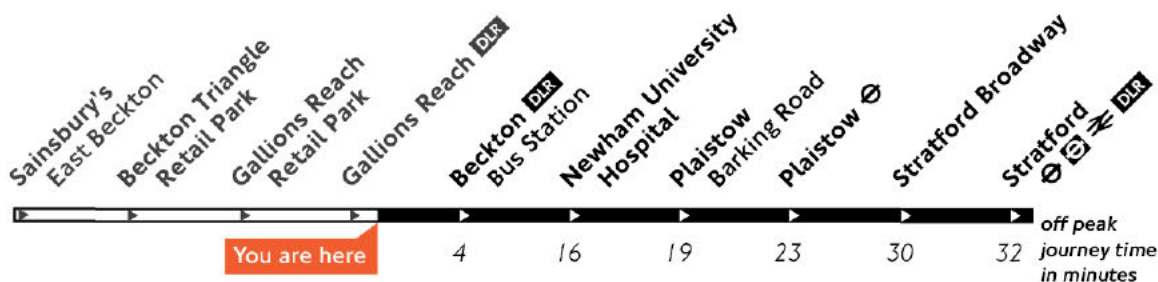 Sainsbury's
East Beckton
Beckton Triangle
Retail Park
Gallions Reach
Retail Park
Gallions Reach DLR
Beckton DLR
Bus Station
Newham University
Hospital
Plaistow
Barking Road
Plaistow
Stratford Broadway
Stratford
DLR
You are here
4 16 19 23 30 32
off peak
journey time
in minutes